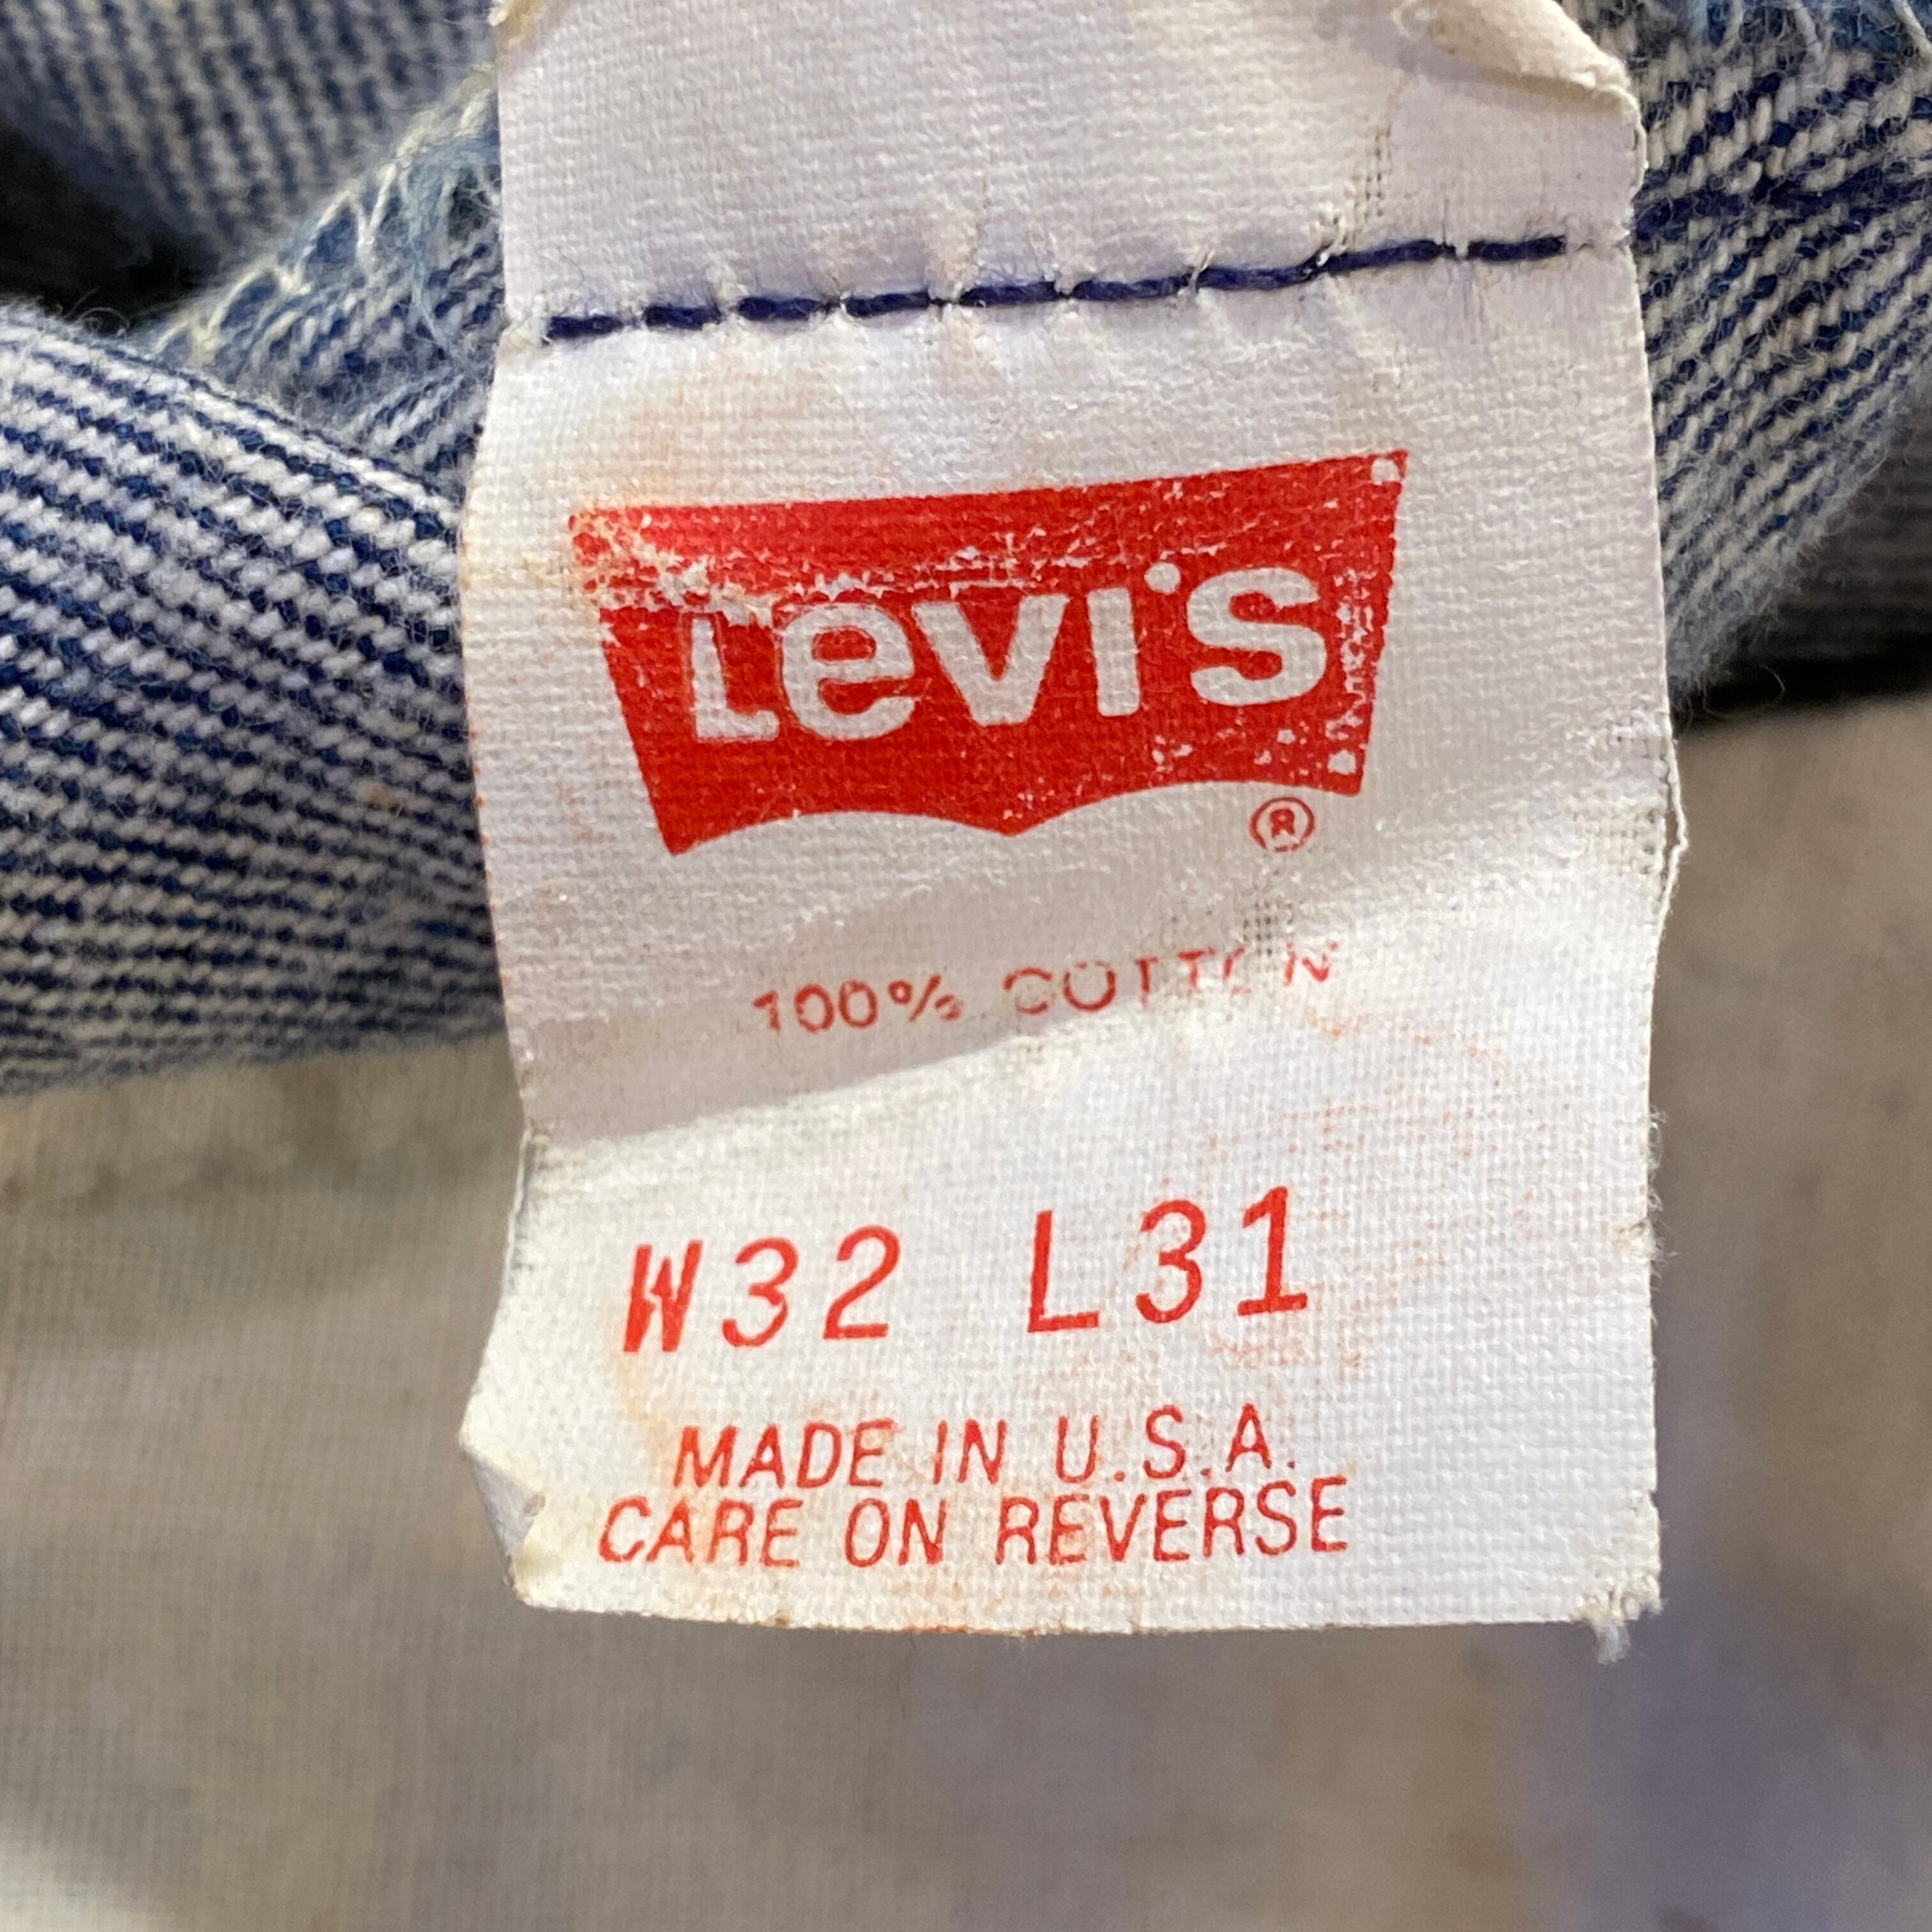 Levi's
®
100% COTTON
W32 L31
MADE IN U.S.A.
CARE ON REVERSE